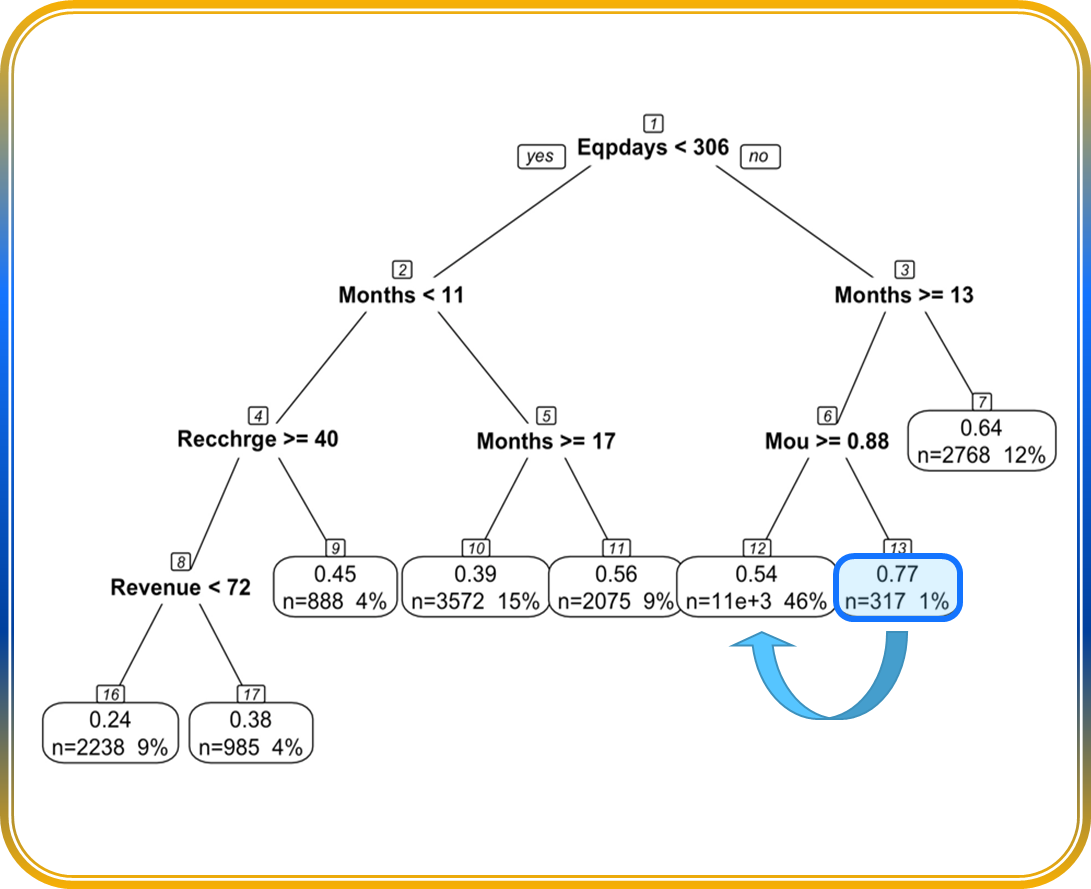 1
yes
Eqpdays < 306
no
2
Months < 11
3
Months >= 13
4
Recchrge >= 40
5
Months >= 17
6
Mou >= 0.88
7
0.64
n=2768 12%
8
Revenue < 72
9
0.45
n=888 4%
10
0.39
n=3572 15%
11
0.56
n=2075 9%
12
0.54
n=11e+3 46%
13
0.77
n=317 1%
16
0.24
n=2238 9%
17
0.38
n=985 4%